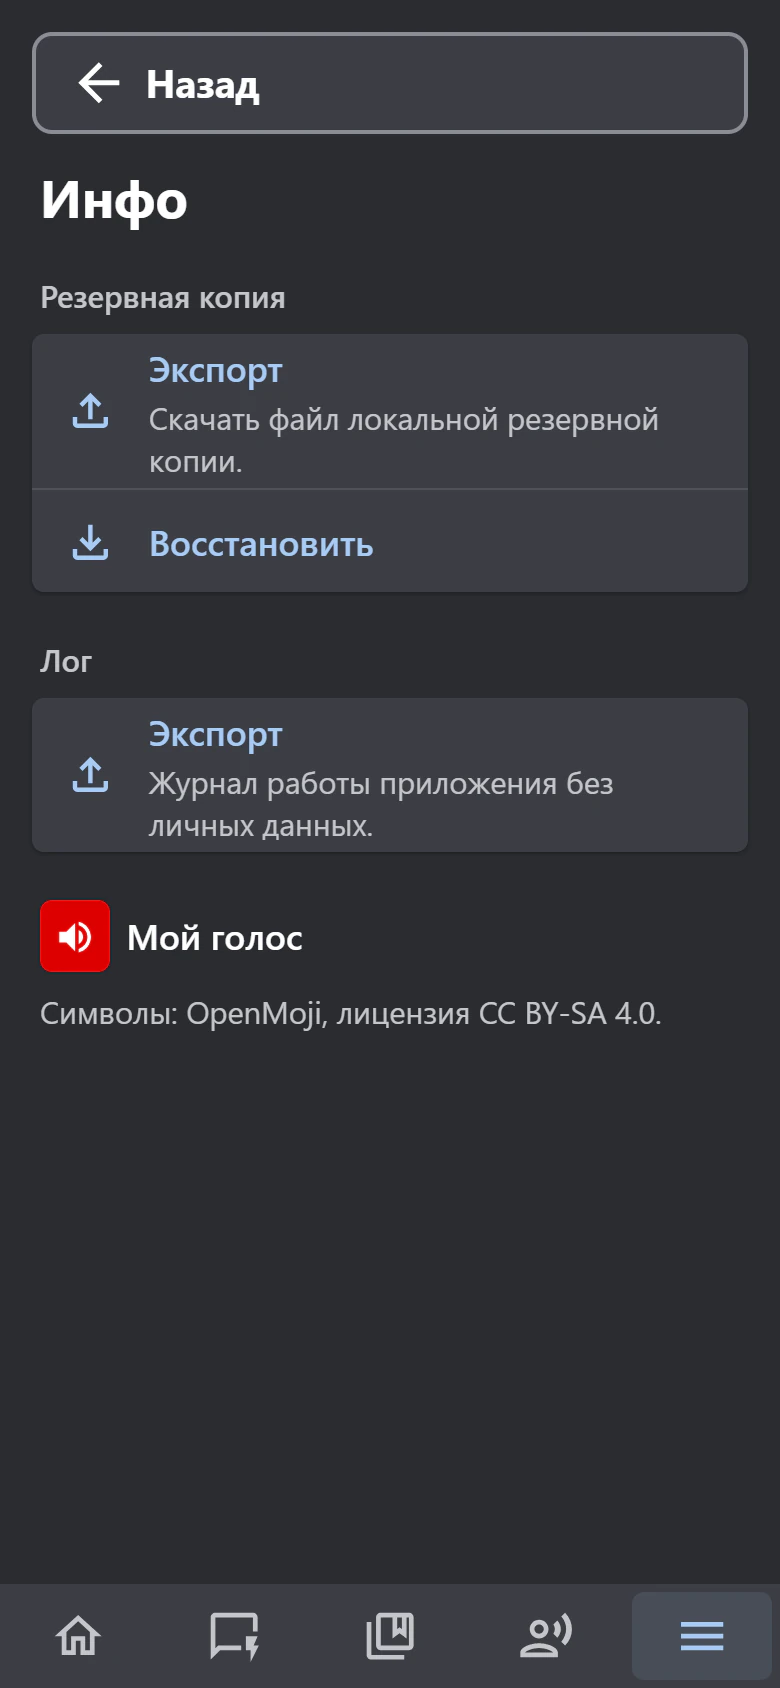 Назад
Инфо
Резервная копия
Экспорт
Скачать файл локальной резервной
копии.
Восстановить
Лог
Экспорт
Журнал работы приложения без
личных данных.
Мой голос
Символы: OpenMoji, лицензия CC BY-SA 4.0.